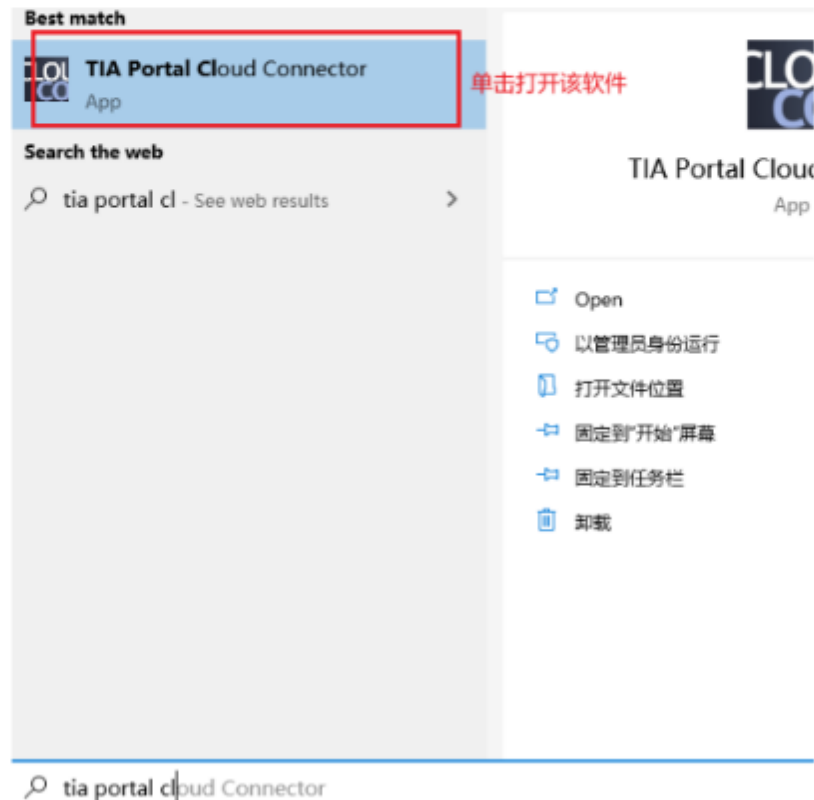 Best match
TIA Portal Cloud Connector
App
单击打开该软件
Search the web
tia portal cl - See web results
CLO
TIA Portal Clou
App
Open
以管理员身份运行
打开文件位置
固定到"开始"屏幕
固定到任务栏
卸载
tia portal cloud Connector